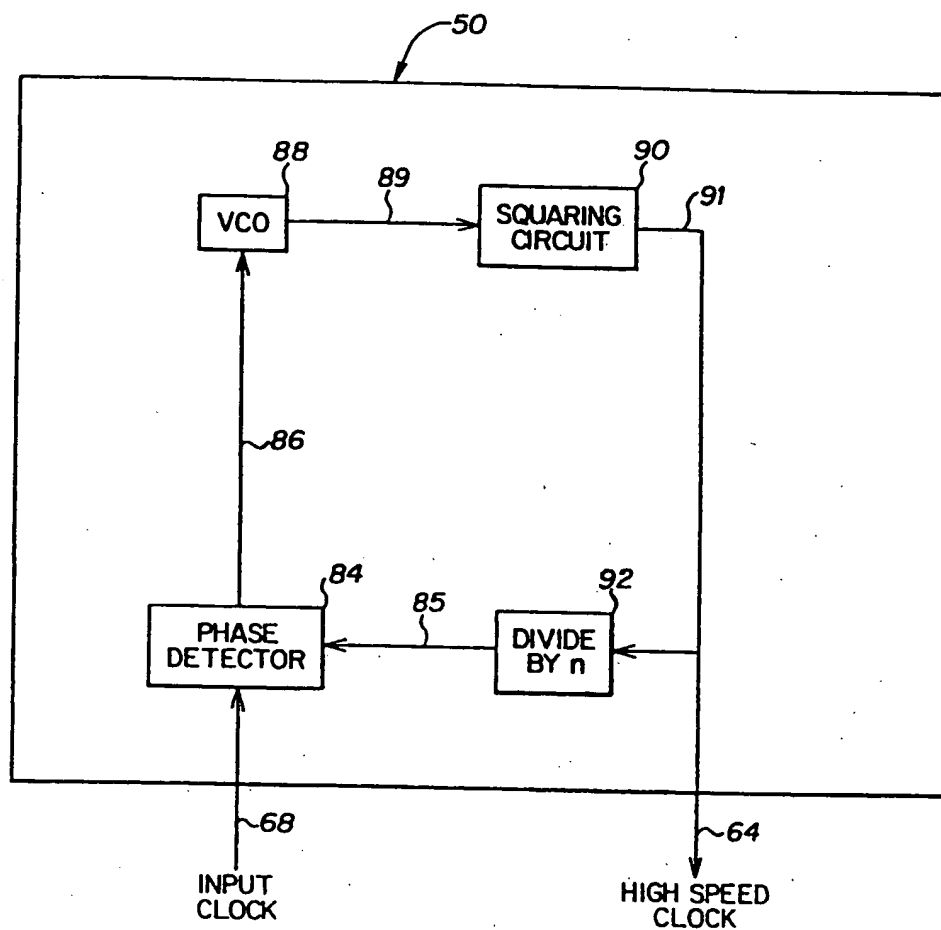 50
88
VCO
89
90
SQUARING
CIRCUIT
91
86
84
PHASE
DETECTOR
85
92
DIVIDE
BY n
68
INPUT
CLOCK
64
HIGH SPEED
CLOCK